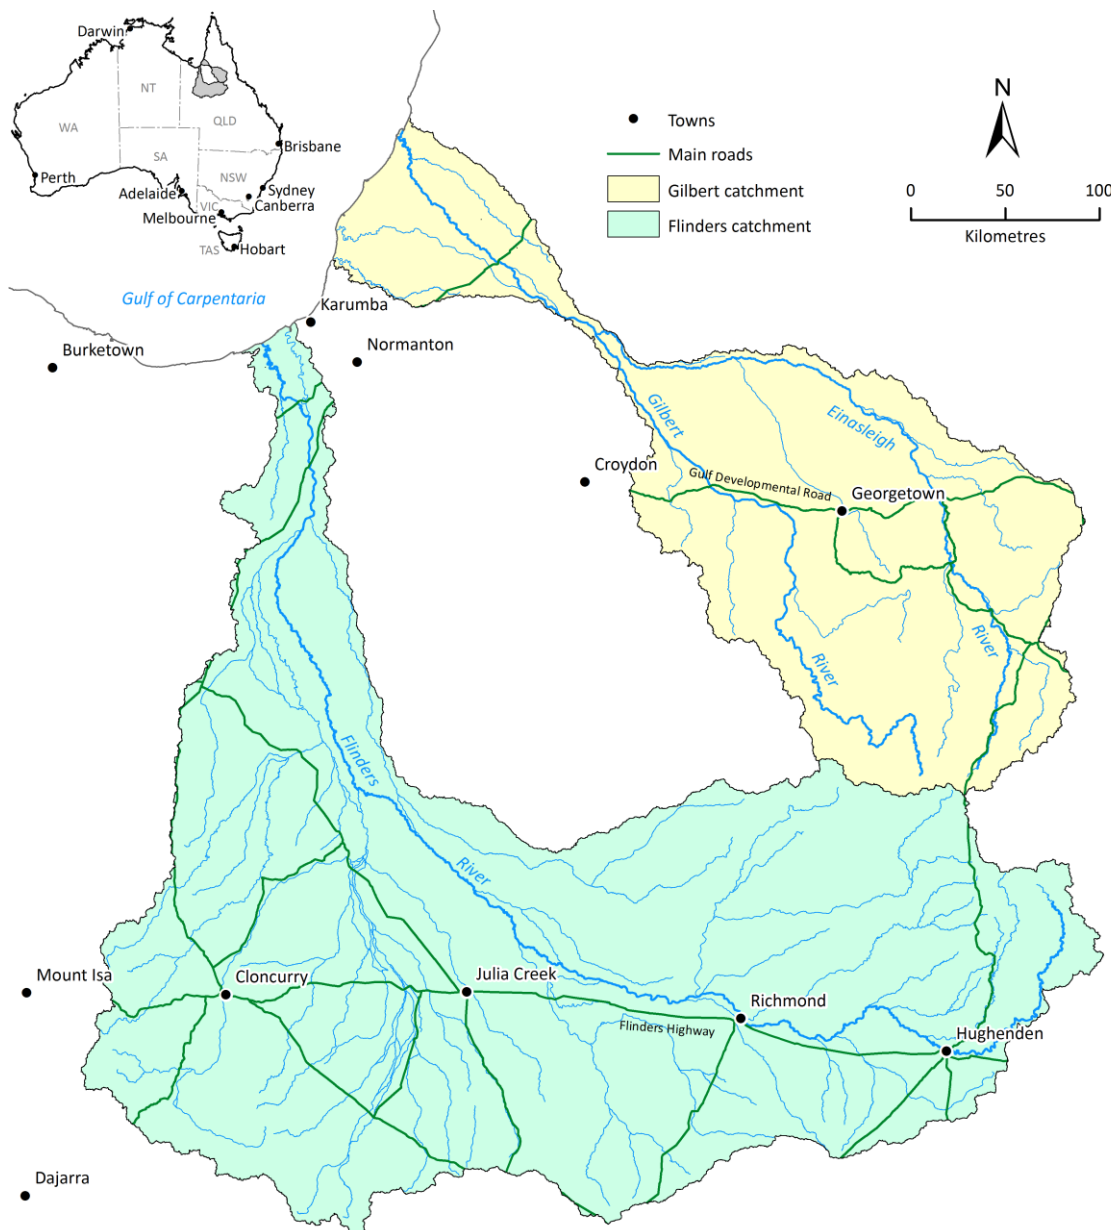 Darwin
NT
WA
QLD
SA
Brisbane
NSW
Perth
Adelaide
Sydney
Canberra
VIC
Melbourne
TAS
Hobart
N
Towns
Main roads
Gilbert catchment
Flinders catchment
0 50 100
Kilometres
Gulf of Carpentaria
Karumba
Burketown
Normanton
Gilbert
Einasleigh
Croydon
Gulf Developmental Road
Georgetown
River
River
Flinders
River
Mount Isa
Cloncurry
Julia Creek
Richmond
Flinders Highway
Hughenden
Dajarra